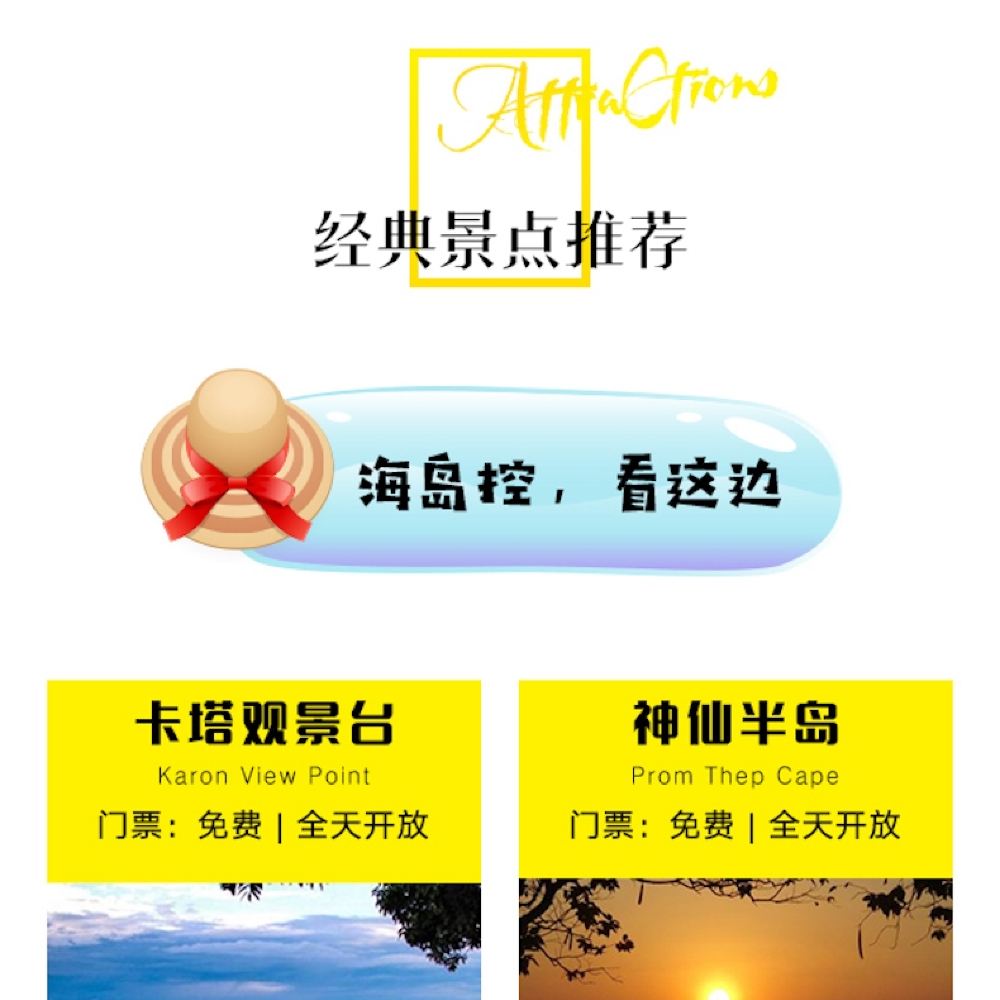 Attractions
经典景点推荐
海岛控，看这边
卡塔观景台
Karon View Point
门票：免费 | 全天开放
神仙半岛
Prom Thep Cape
门票：免费 | 全天开放